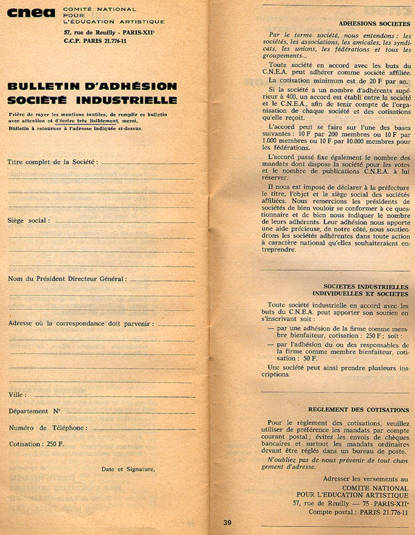 cnea
COMITÉ NATIONAL
POUR
L'ÉDUCATION ARTISTIQUE
57, rue de Reuilly - PARIS-XIIe
C.C.P. PARIS 21.776-11
BULLETIN D'ADHÉSION
SOCIÉTÉ INDUSTRIELLE
Prière de rayer les mentions inutiles, de remplir ce bulletin
avec attention et d'écrire très lisiblement, merci.
Bulletin à retourner à l'adresse indiquée ci-dessus.
Titre complet de la Société :
Siège social :
Nom du Président Directeur Général :
Adresse où la correspondance doit parvenir :
Ville :
Département N°
Numéro de Téléphone :
Cotisation : 250 F.
Date et Signature,
ADHESIONS SOCIETES
Par le terme société, nous entendons : les
sociétés, les associations, les amicales, les syndi-
cats, les unions, les fédérations et tous les
groupements...
Toute société en accord avec les buts du
C.N.E.A. peut adhérer comme société affiliée.
La cotisation minimum est de 20 F par an.
Si la société a un nombre d'adhérents supé-
rieur à 400, un accord est établi entre la société
et le C.N.E.A., afin de tenir compte de l'orga-
nisation de chaque société et des cotisations
qu'elle reçoit.
L'accord peut se faire sur l'une des bases
suivantes : 10 F par 200 membres ou 10 F par
1.000 membres ou 10 F par 10.000 membres pour
les fédérations.
L'accord passé fixe également le nombre des
mandats dont dispose la société pour les votes
et le nombre de publications C.N.E.A. à lui
réserver.
Il nous est imposé de déclarer à la préfecture
le titre, l'objet et le siège social des sociétés
affiliées. Nous remercions les présidents de
sociétés de bien vouloir se conformer à ce ques-
tionnaire et de bien nous indiquer le nombre
de leurs adhérents. Leur adhésion nous apporte
une aide précieuse, de notre côté, nous soutien-
drons les sociétés adhérentes dans toute action
à caractère national qu'elles souhaiteraient en-
treprendre.
SOCIETES INDUSTRIELLES
INDIVIDUELLES ET SOCIETES
Toute société industrielle en accord avec les
buts du C.N.E.A. peut apporter son soutien en
s'inscrivant soit :
— par une adhésion de la firme comme mem-
bre bienfaiteur, cotisation : 250 F ; soit :
— par l'adhésion du ou des responsables de
la firme comme membre bienfaiteur, coti-
sation : 50 F.
Une société peut ainsi prendre plusieurs ins-
criptions.
REGLEMENT DES COTISATIONS
Pour le règlement des cotisations, veuillez
utiliser de préférence les mandats par compte
courant postal ; évitez les envois de chèques
bancaires et surtout les mandats ordinaires
devant être réglés dans un bureau de poste.
N'oubliez pas de nous prévenir de tout chan-
gement d'adresse.
Adresser les versements au
COMITE NATIONAL
POUR L'EDUCATION ARTISTIQUE
57, rue de Reuilly — 75 - PARIS-XIIe
Compte postal : PARIS 21.776-11
39